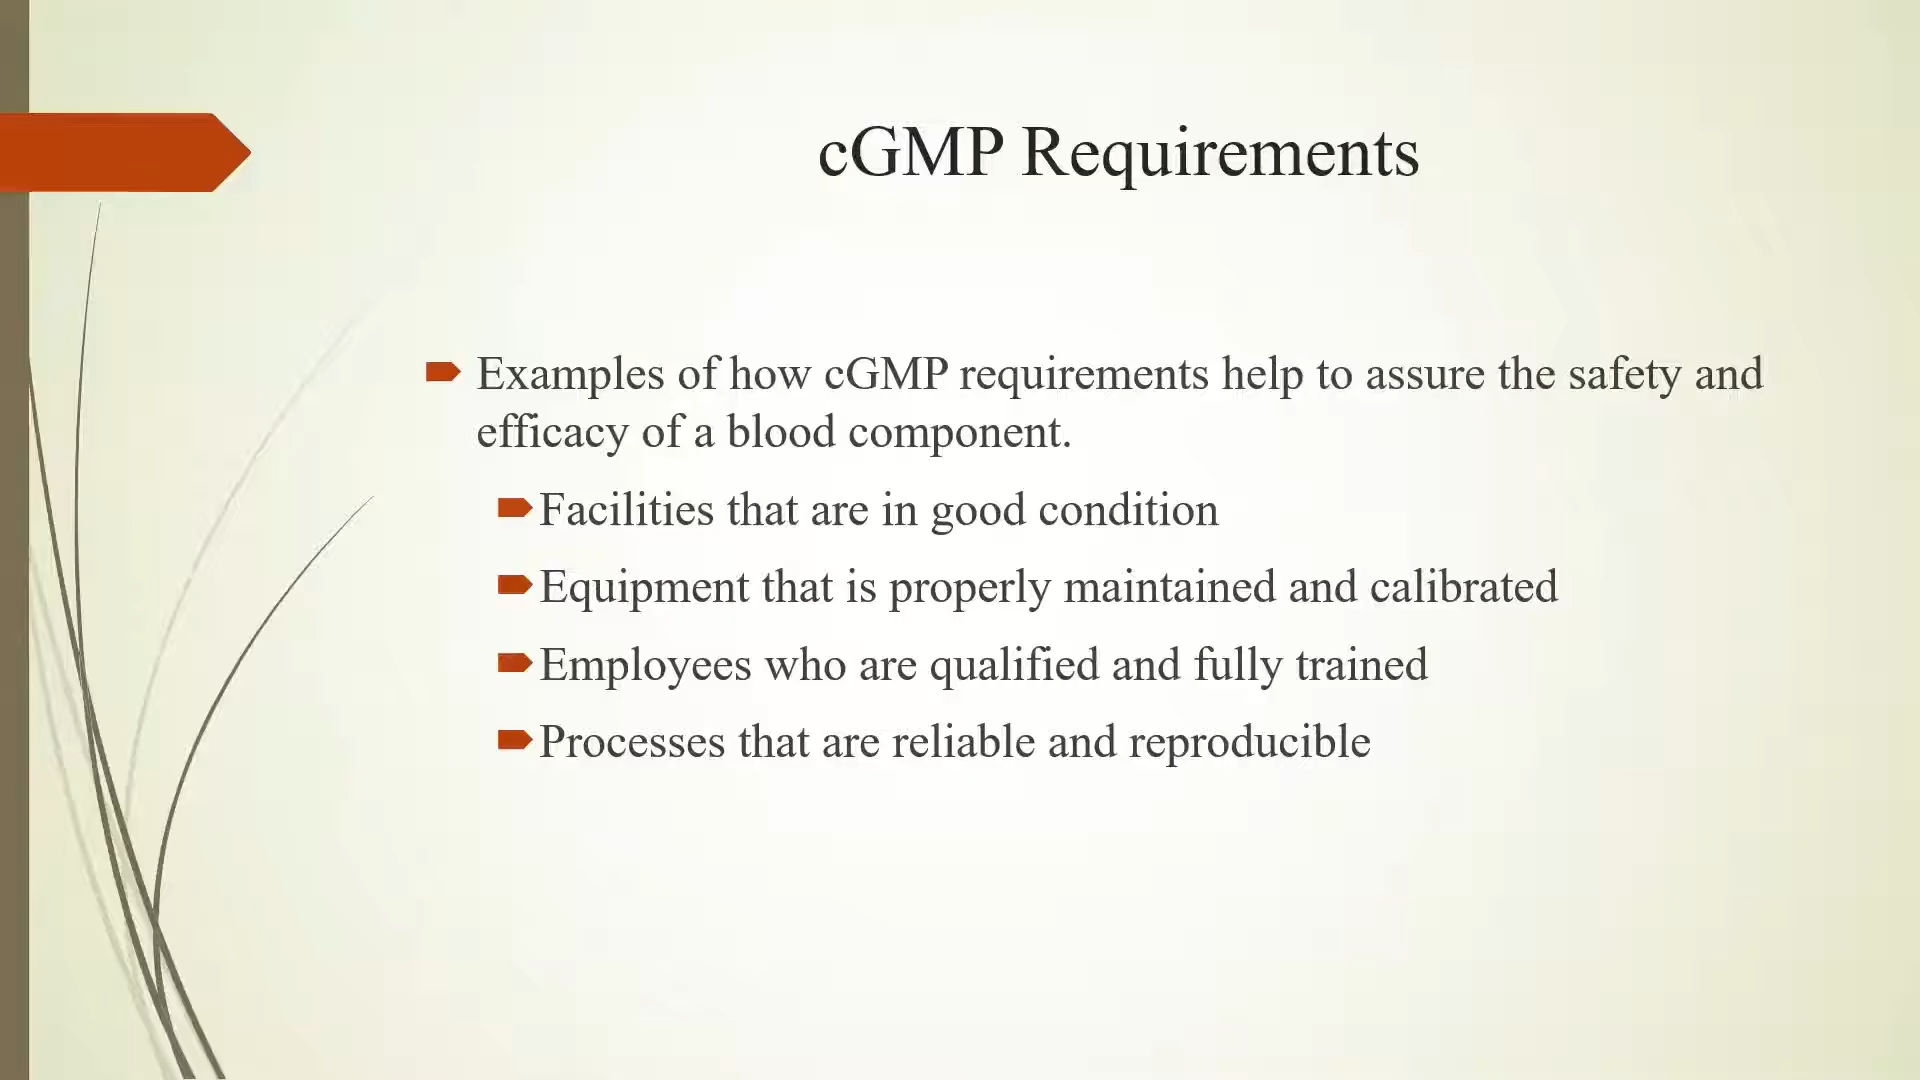 cGMP Requirements
Examples of how cGMP requirements help to assure the safety and
efficacy of a blood component.
Facilities that are in good condition
Equipment that is properly maintained and calibrated
Employees who are qualified and fully trained
Processes that are reliable and reproducible